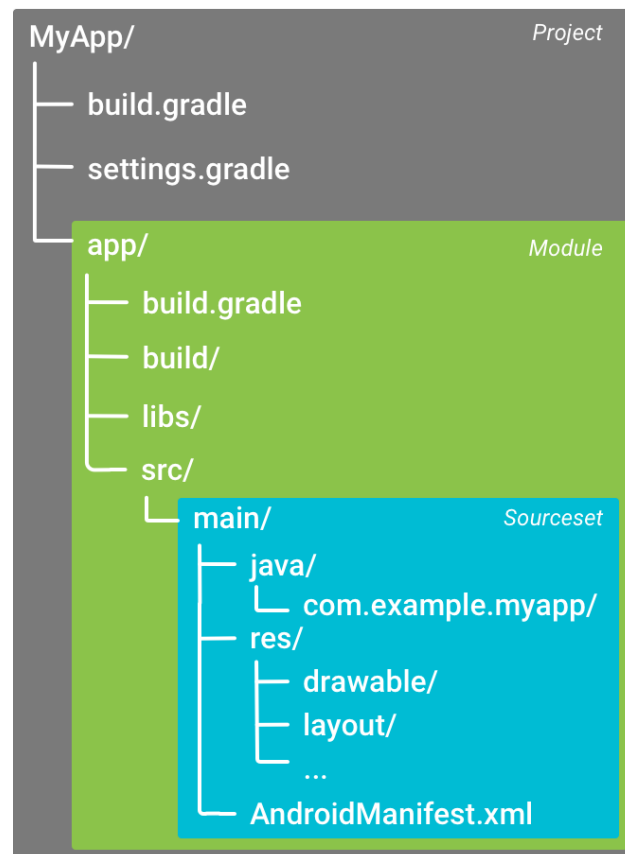 MyApp/ Project
build.gradle
settings.gradle
app/ Module
build.gradle
build/
libs/
src/
main/ Sourceset
java/
com.example.myapp/
res/
drawable/
layout/
...
AndroidManifest.xml